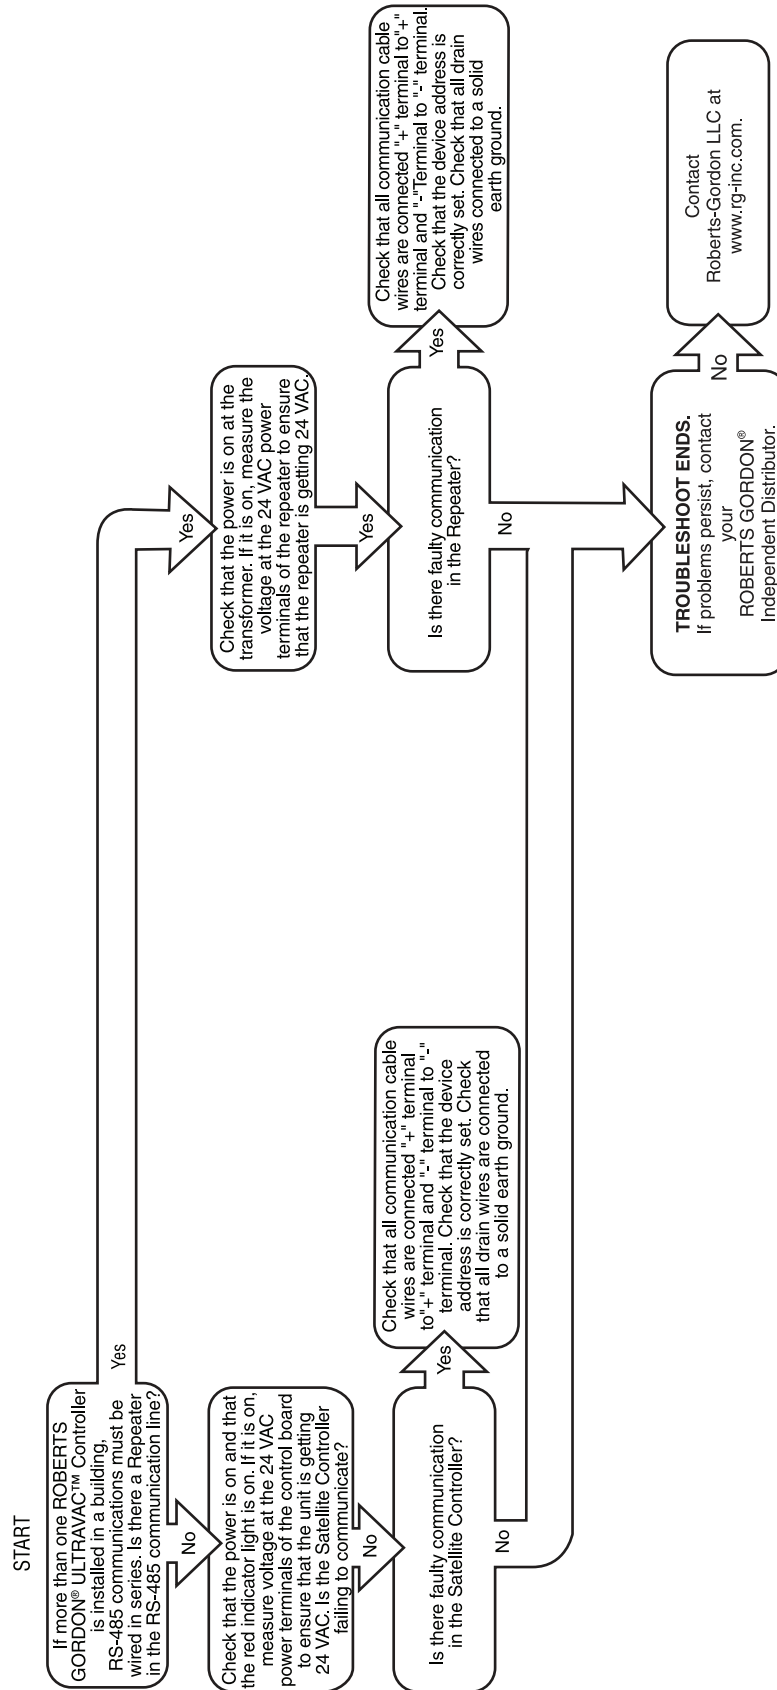 START
If more than one ROBERTS
GORDON® ULTRAVAC™ Controller
is installed in a building,
RS-485 communications must be
wired in series. Is there a Repeater
in the RS-485 communication line?
Yes
No
Check that the power is on and that
the red indicator light is on. If it is on,
measure voltage at the 24 VAC
power terminals of the control board
to ensure that the unit is getting
24 VAC. Is the Satellite Controller
failing to communicate?
No
Is there faulty communication
in the Satellite Controller?
Yes
No
Check that all communication cable
wires are connected "+" terminal
to"+" terminal and "-" terminal to "-"
terminal. Check that the device
address is correctly set. Check
that all drain wires are connected
to a solid earth ground.
Yes
Check that the power is on at the
transformer. If it is on, measure the
voltage at the 24 VAC power
terminals of the repeater to ensure
that the repeater is getting 24 VAC.
Yes
Is there faulty communication
in the Repeater?
Yes
No
Check that all communication cable
wires are connected "+" terminal to"+"
terminal and "-"Terminal to "-" terminal.
Check that the device address is
correctly set. Check that all drain
wires connected to a solid
earth ground.
TROUBLESHOOT ENDS.
If problems persist, contact
your
ROBERTS GORDON®
Independent Distributor.
No
Contact
Roberts-Gordon LLC at
www.rg-inc.com.